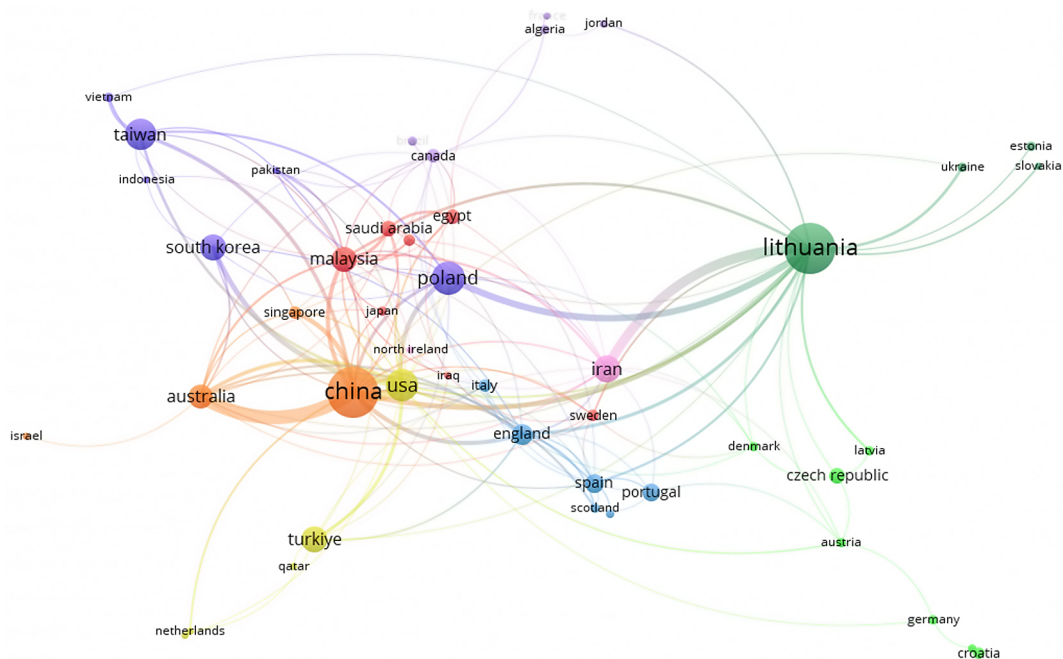 france
algeria
jordan
vietnam
taiwan
brazil
canada
estonia
ukraine
slovakia
pakistan
indonesia
egypt
saudi arabia
south korea
malaysia
lithuania
poland
singapore
japan
north ireland
iran
iraq
italy
usa
china
australia
sweden
israel
england
denmark
latvia
czech republic
spain
portugal
scotland
turkiye
austria
qatar
germany
netherlands
croatia